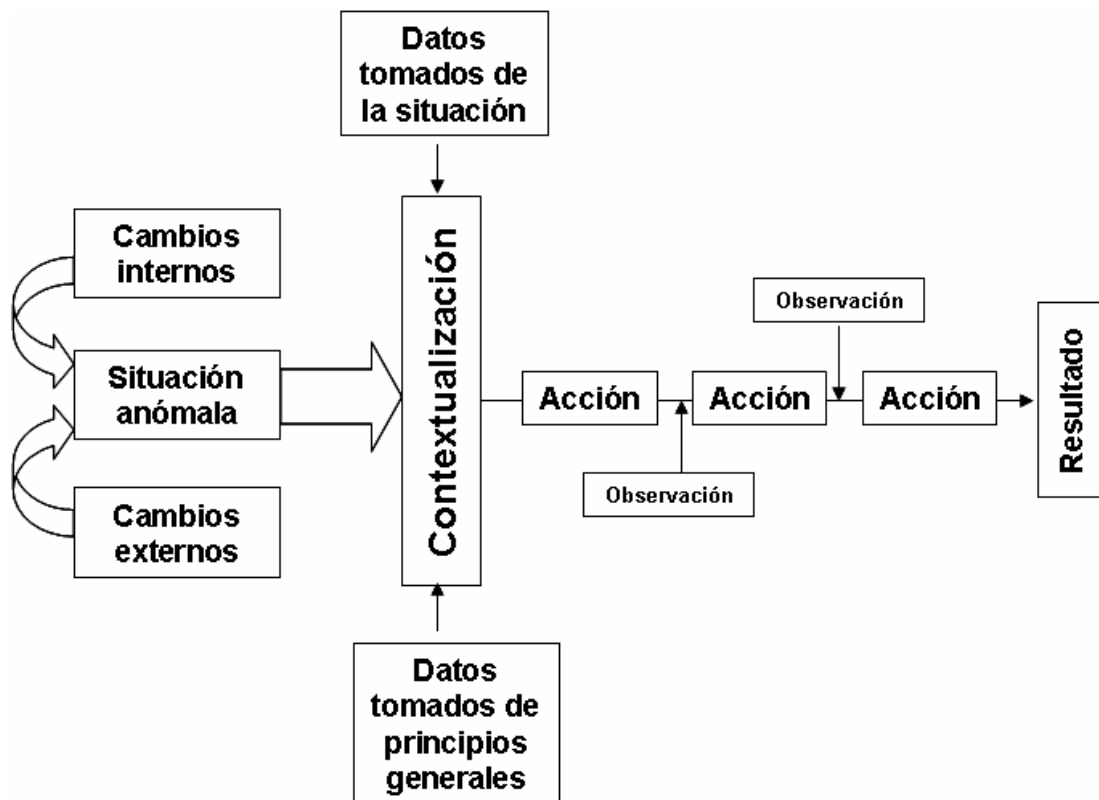 Datos
tomados de
la situación
Cambios
internos
Situación
anómala
Cambios
externos
Contextualización
Observación
Acción
Acción
Acción
Observación
Resultado
Datos
tomados de
principios
generales